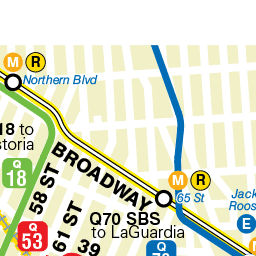 M R
Northern Blvd
18 to
storia
BROADWAY
Q
18
58 ST
M R
65 St
Jack
Roos
E
Q70 SBS
to LaGuardia
Q
53
61 ST
39